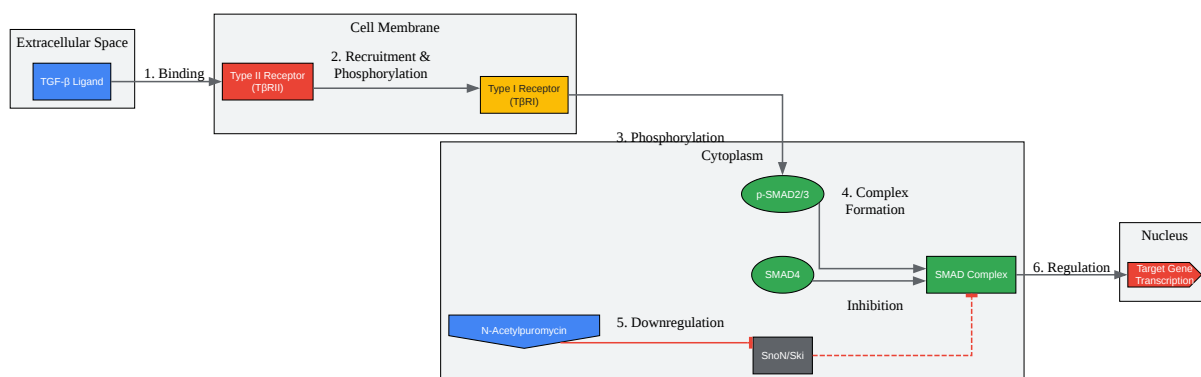 Extracellular Space
TGF-β Ligand
1. Binding
Cell Membrane
Type II Receptor
(TβRII)
2. Recruitment &
Phosphorylation
Type I Receptor
(TβRI)
3. Phosphorylation
Cytoplasm
p-SMAD2/3
4. Complex
Formation
SMAD4
SMAD Complex
Inhibition
N-Acetylpuromycin
5. Downregulation
SnoN/Ski
6. Regulation
Nucleus
Target Gene
Transcription